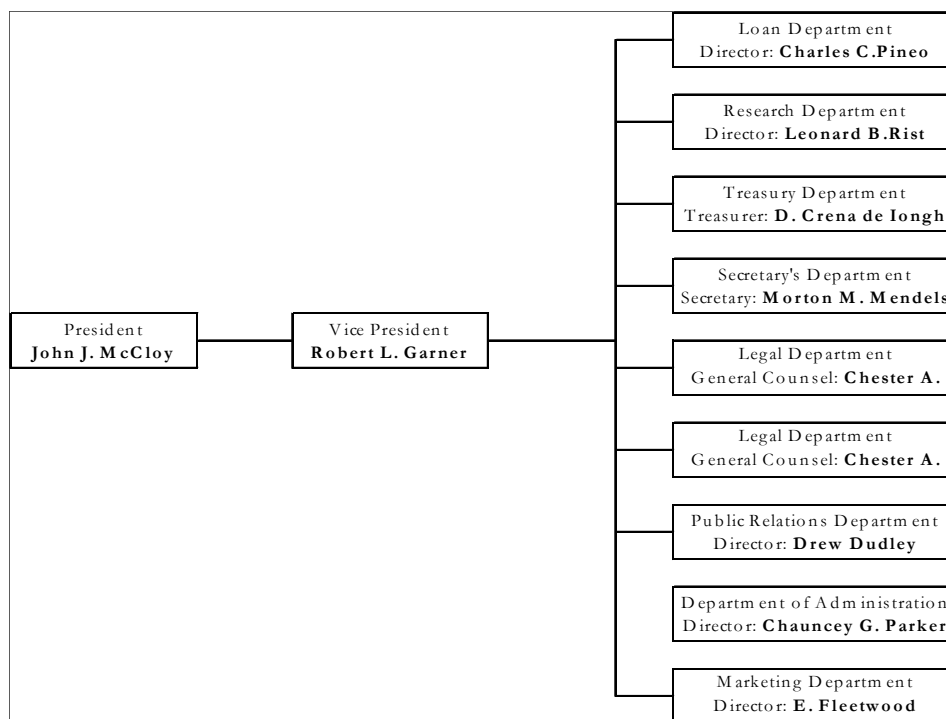 Loan Department
Director: Charles C.Pineo
Research Department
Director: Leonard B.Rist
Treasury Department
Treasurer: D. Crena de Iongh
Secretary's Department
Secretary: Morton M. Mendels
President
John J. McCloy
Vice President
Robert L. Garner
Legal Department
General Counsel: Chester A.
Legal Department
General Counsel: Chester A.
Public Relations Department
Director: Drew Dudley
Department of Administration
Director: Chauncey G. Parker
Marketing Department
Director: E. Fleetwood